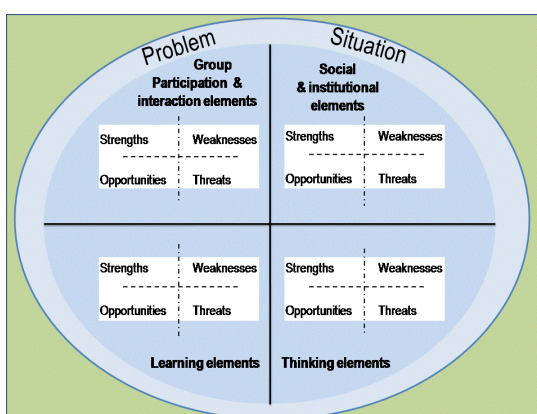 Problem Situation
Group
Participation &
interaction elements
Strengths Weaknesses
Opportunities Threats
Social
& institutional
elements
Strengths Weaknesses
Opportunities Threats
Strengths Weaknesses
Opportunities Threats
Learning elements
Strengths Weaknesses
Opportunities Threats
Thinking elements